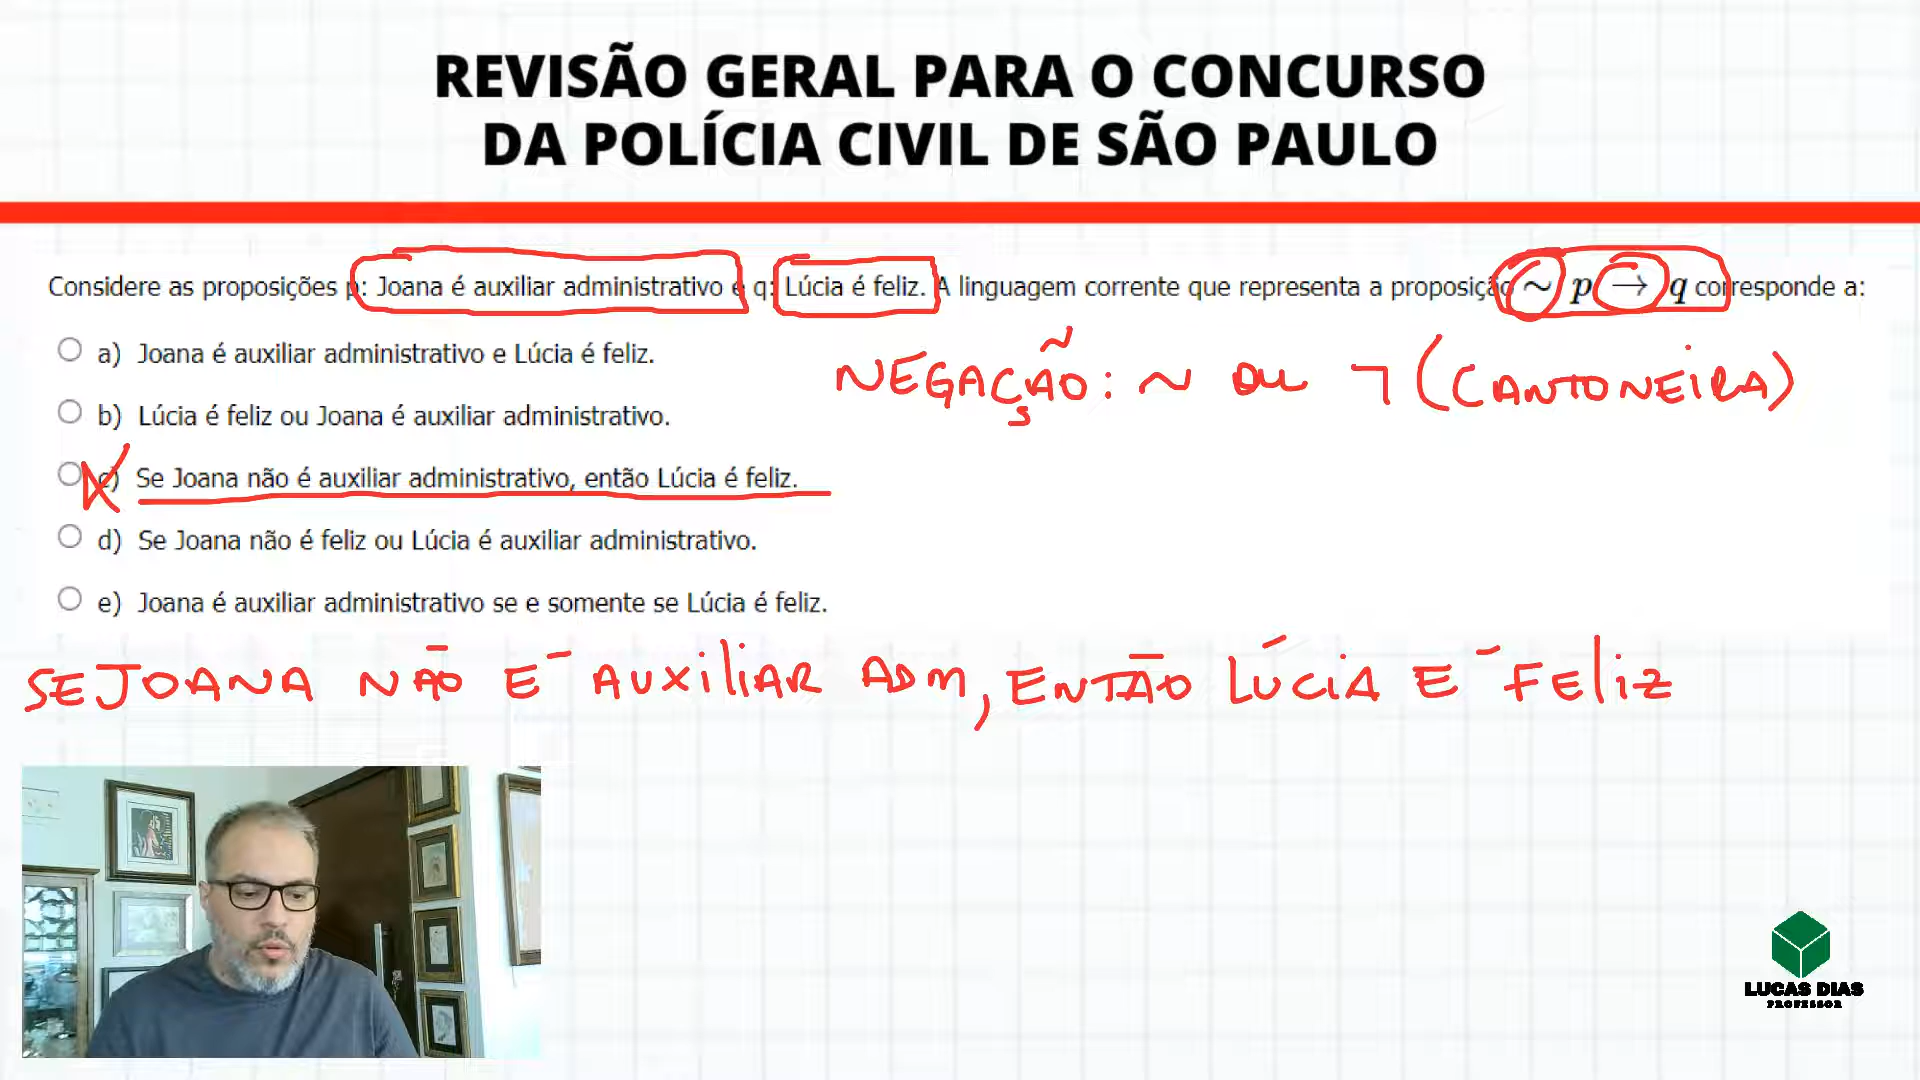 REVISÃO GERAL PARA O CONCURSO
DA POLÍCIA CIVIL DE SÃO PAULO
Considere as proposições p: Joana é auxiliar administrativo e q: Lúcia é feliz. A linguagem corrente que representa a proposição ~ p → q corresponde a:
a) Joana é auxiliar administrativo e Lúcia é feliz.
NEGAÇÃO: ~ OU ¬ (CANTONEIRA)
b) Lúcia é feliz ou Joana é auxiliar administrativo.
c) Se Joana não é auxiliar administrativo, então Lúcia é feliz.
d) Se Joana não é feliz ou Lúcia é auxiliar administrativo.
e) Joana é auxiliar administrativo se e somente se Lúcia é feliz.
SE JOANA NÃO É AUXILIAR ADM, ENTÃO LÚCIA É FELIZ
LUCAS DIAS
PROFESSOR